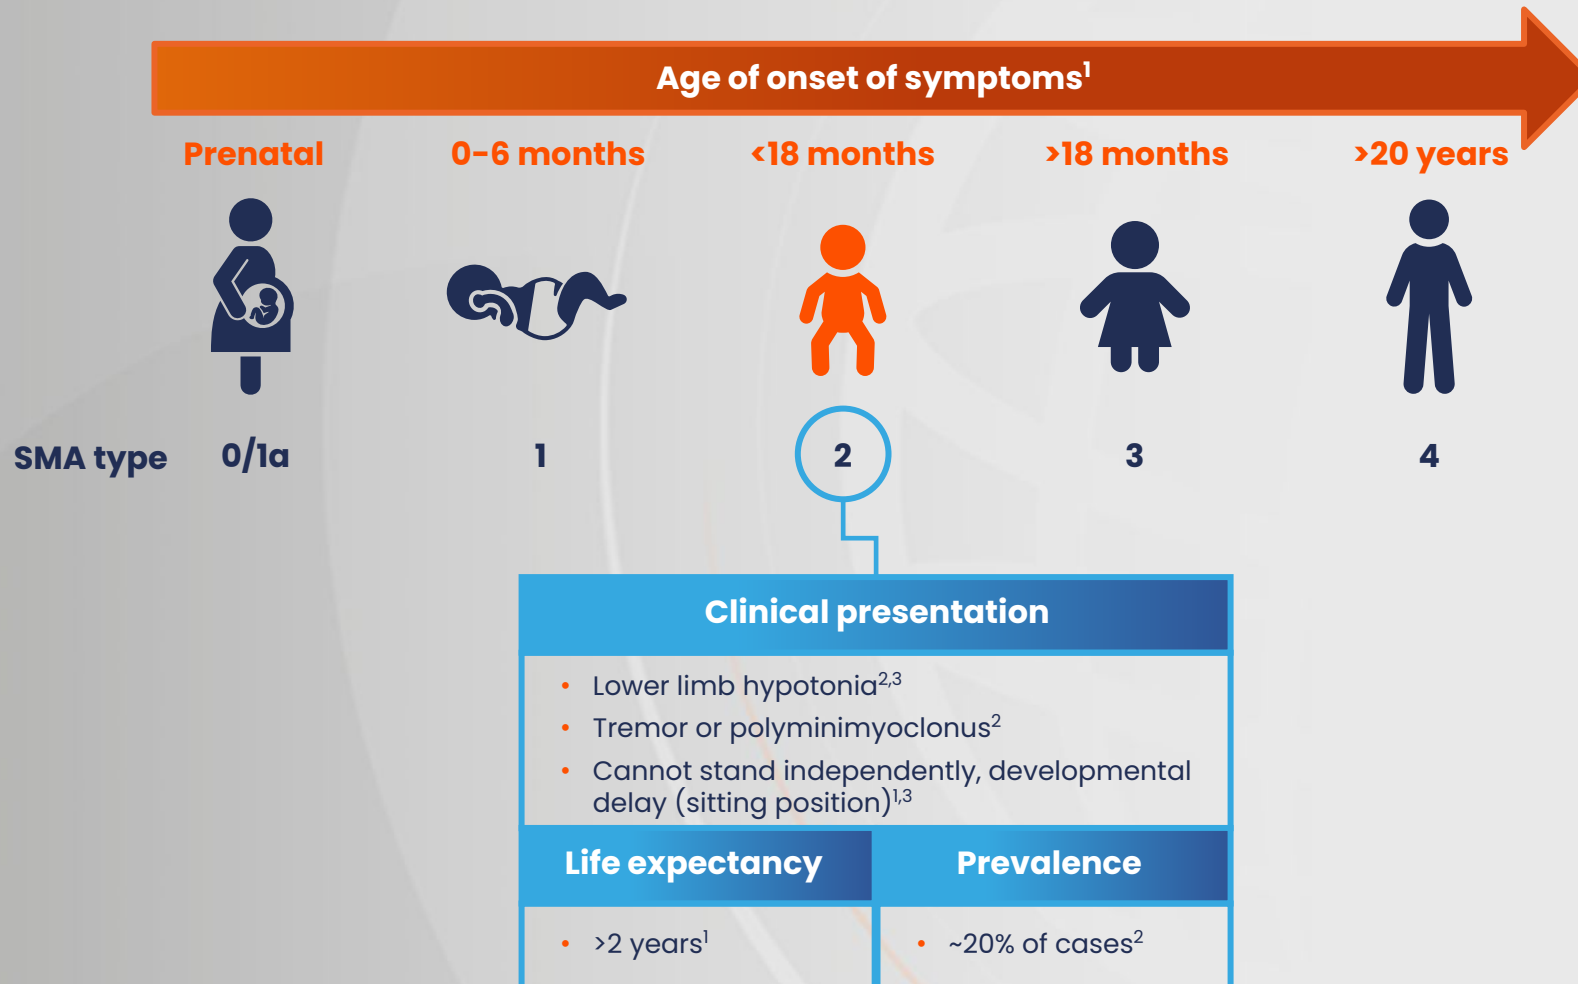 Age of onset of symptoms¹
Prenatal 0-6 months <18 months >18 months >20 years
SMA type 0/1a 1 2 3 4
Clinical presentation
• Lower limb hypotonia²,³
• Tremor or polyminimyoclonus²
• Cannot stand independently, developmental
delay (sitting position)¹,³
Life expectancy Prevalence
• >2 years¹ • ~20% of cases²